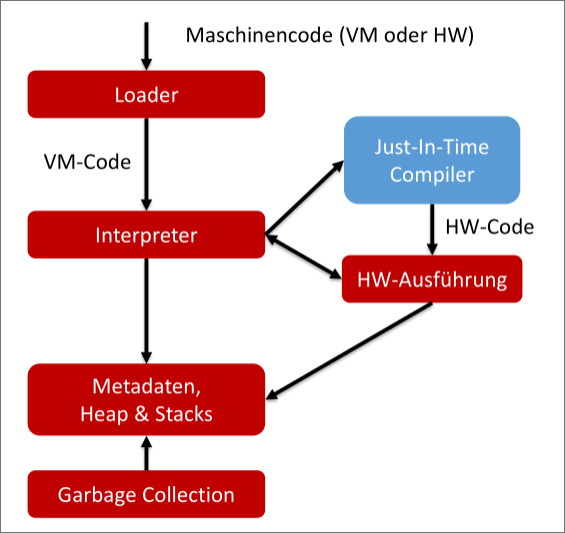 Maschinencode (VM oder HW)
Loader
VM-Code
Just-In-Time
Compiler
Interpreter
HW-Code
HW-Ausführung
Metadaten,
Heap & Stacks
Garbage Collection